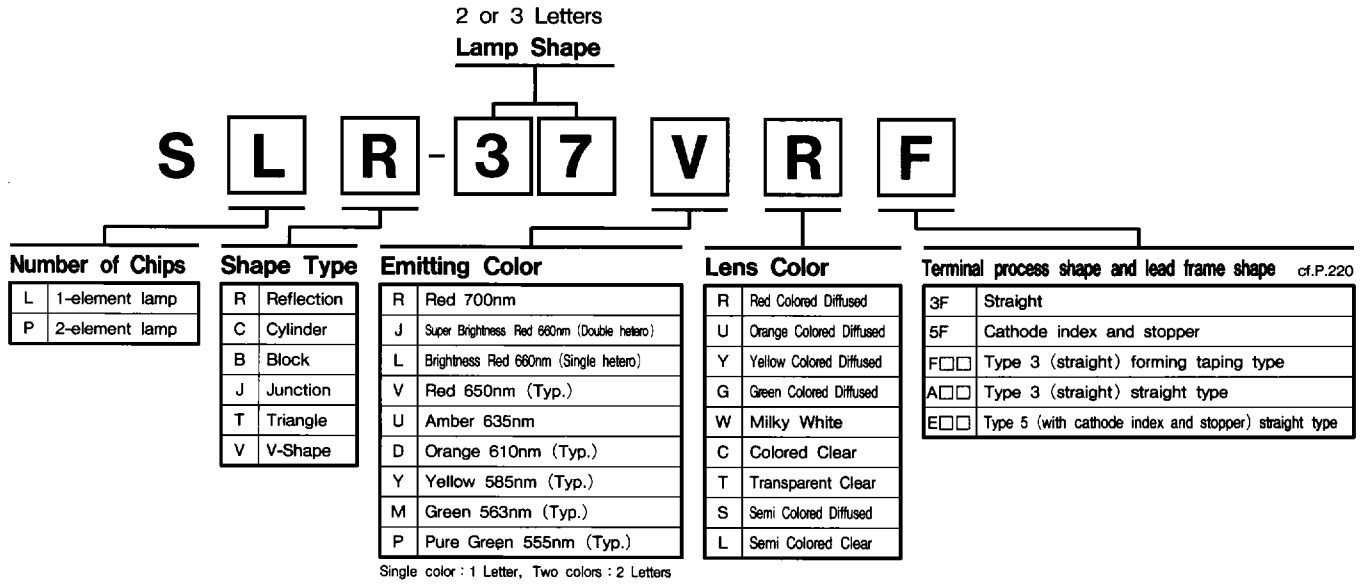 2 or 3 Letters
Lamp Shape
S L R - 3 7 V R F
Number of Chips
L 1-element lamp
P 2-element lamp
Shape Type
R Reflection
C Cylinder
B Block
J Junction
T Triangle
V V-Shape
Emitting Color
R Red 700nm
J Super Brightness Red 660nm (Double hetero)
L Brightness Red 660nm (Single hetero)
V Red 650nm (Typ.)
U Amber 635nm
D Orange 610nm (Typ.)
Y Yellow 585nm (Typ.)
M Green 563nm (Typ.)
P Pure Green 555nm (Typ.)
Single color : 1 Letter, Two colors : 2 Letters
Lens Color
R Red Colored Diffused
U Orange Colored Diffused
Y Yellow Colored Diffused
G Green Colored Diffused
W Milky White
C Colored Clear
T Transparent Clear
S Semi Colored Diffused
L Semi Colored Clear
Terminal process shape and lead frame shape cf.P.220
3F Straight
5F Cathode index and stopper
F□□ Type 3 (straight) forming taping type
A□□ Type 3 (straight) straight type
E□□ Type 5 (with cathode index and stopper) straight type